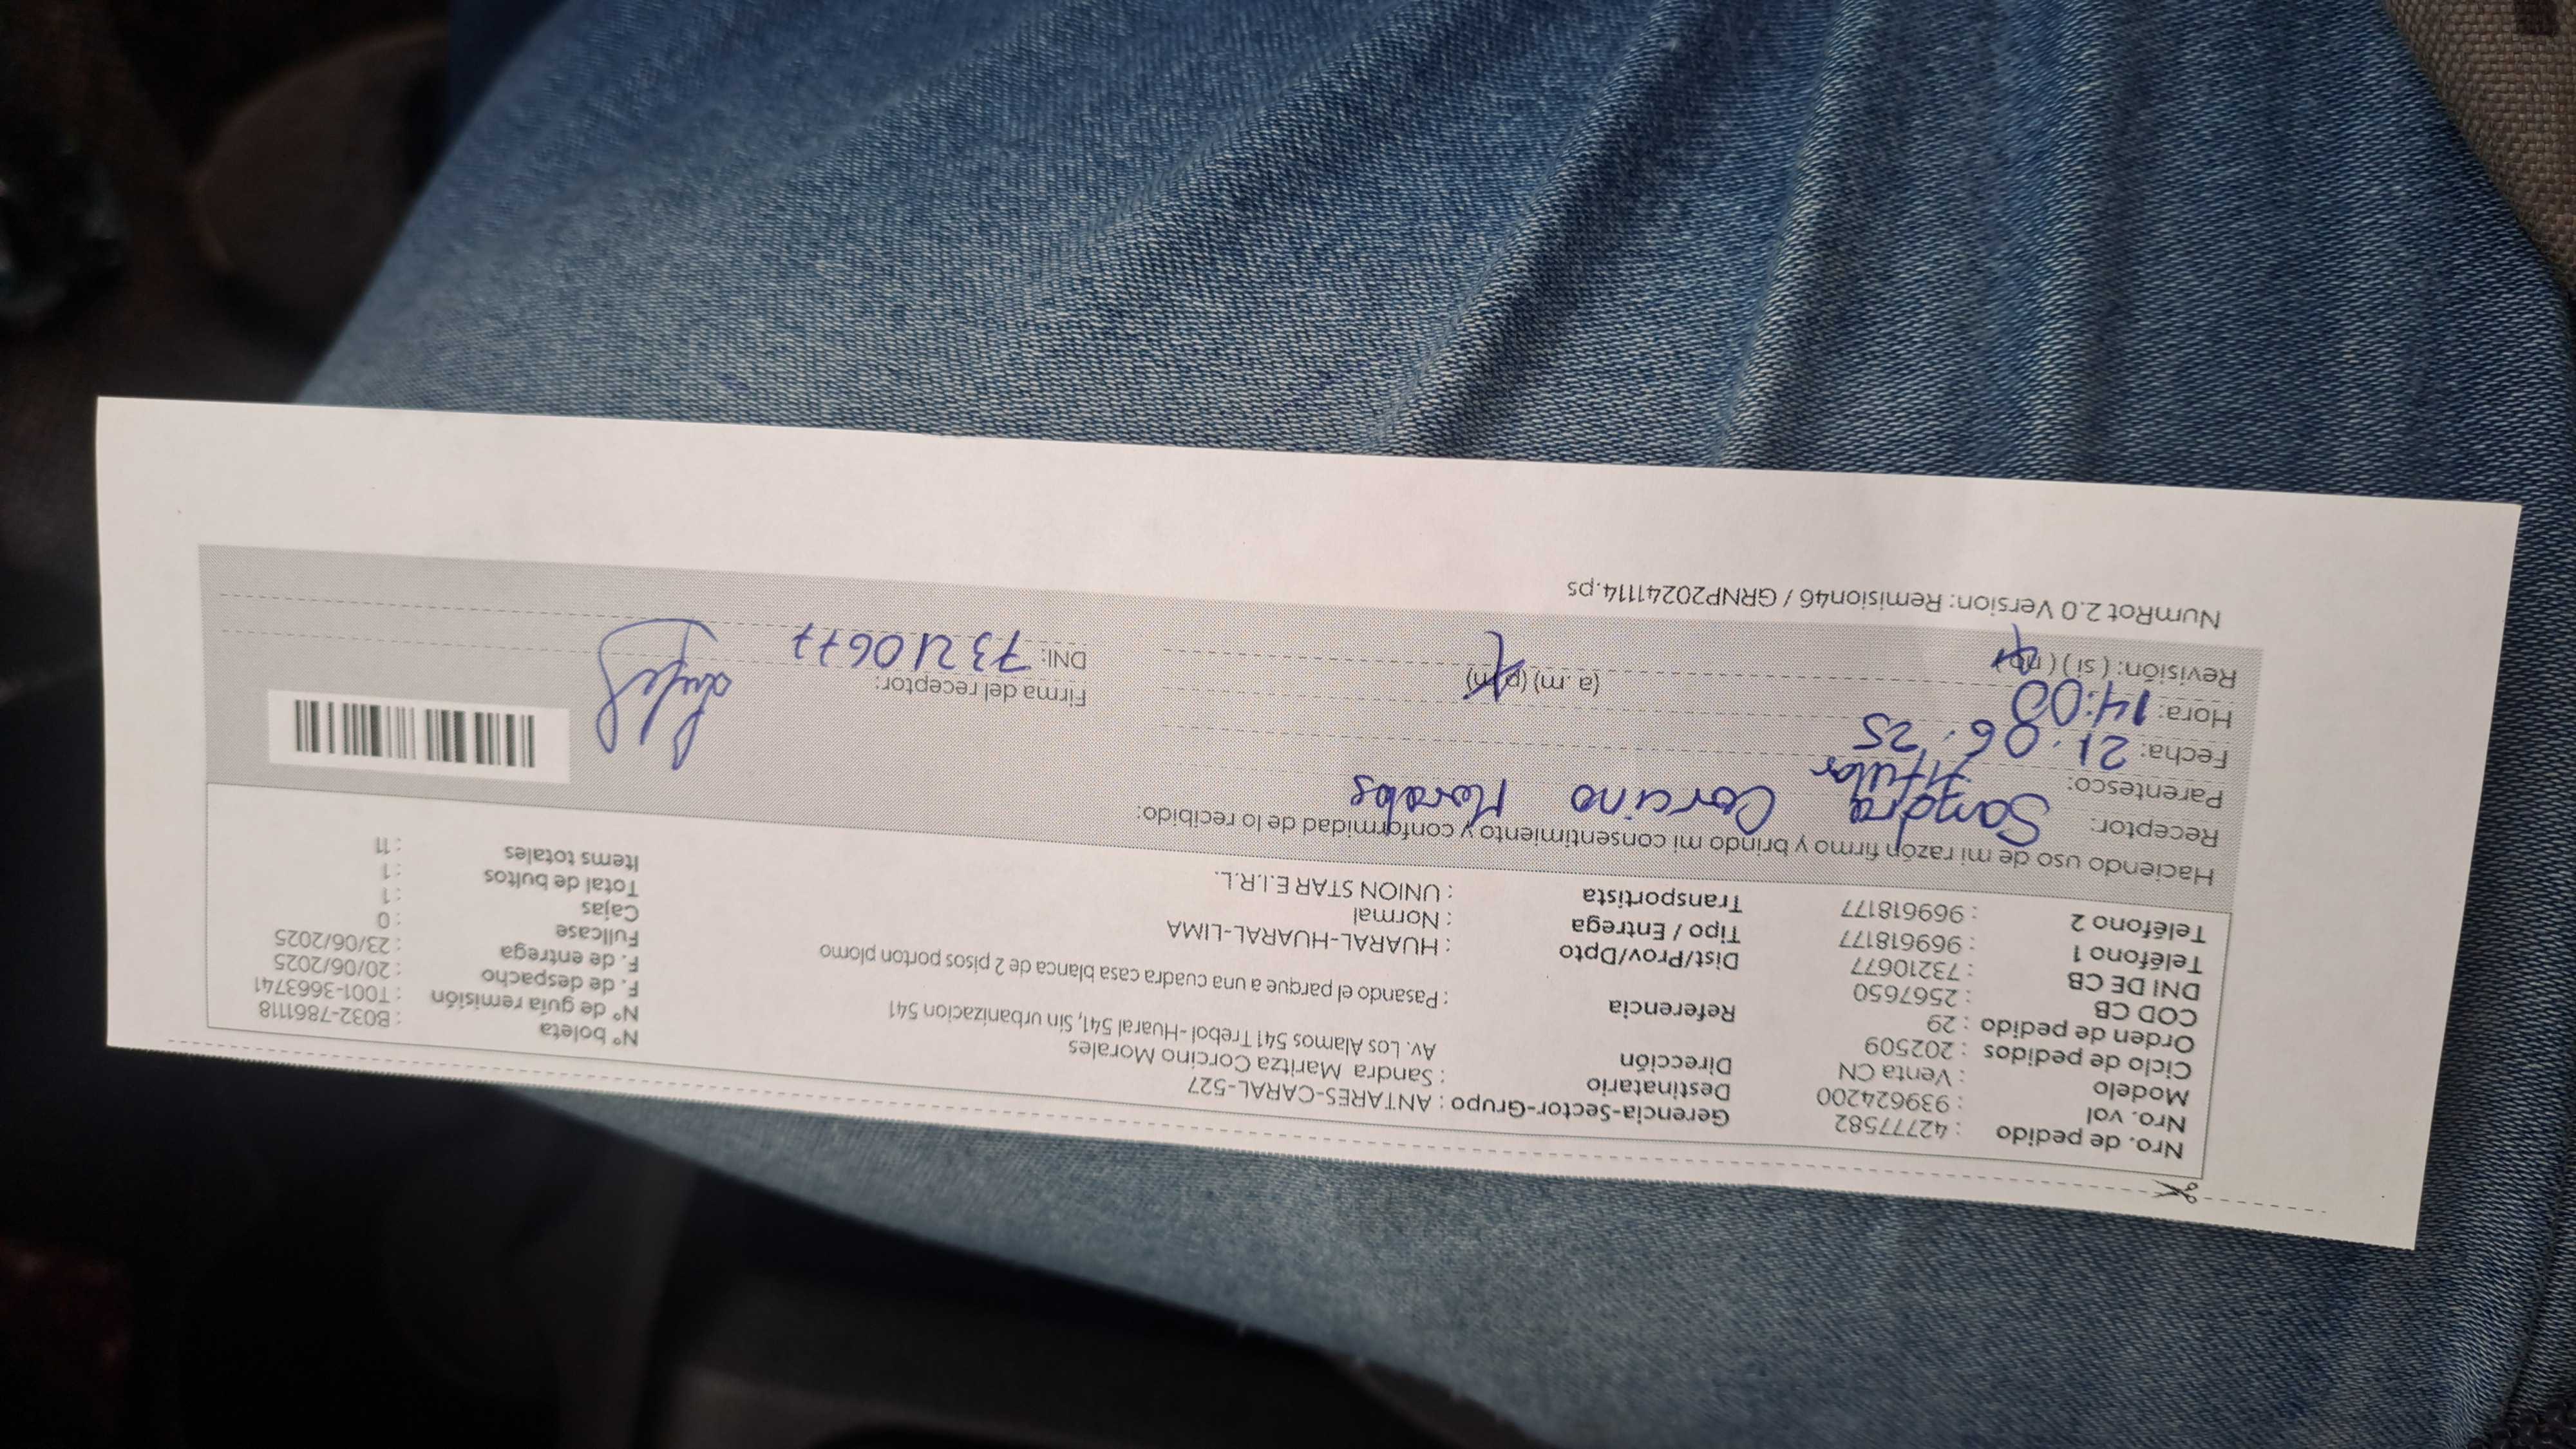 Nro. de pedido : 42777582
Nro. vol : 939624200
Modelo : Venta CN
Ciclo de pedidos : 202509
Orden de pedido : 29
COD CB : 2567650
DNI DE CB : 73210677
Teléfono 1 : 969618177
Teléfono 2 : 969618177
Gerencia-Sector-Grupo : ANTARES-CARAL-527
Destinatario : Sandra Maritza Corcino Morales
Dirección Av. Los Alamos 541 Trebol -Huaral 541, Sin urbanizacion 541
Referencia : Pasando el parque a una cuadra casa blanca de 2 pisos porton plomo
Dist/Prov/Dpto : HUARAL-HUARAL-LIMA
Tipo / Entrega : Normal
Transportista : UNION STAR E.I.R.L.
N° boleta : B032-7861118
N° de guía remisión : T001-3663741
F. de despacho : 20/06/2025
F. de entrega : 23/06/2025
Fullcase : 0
Cajas : 1
Total de bultos : 1
Items totales : 11
Haciendo uso de mi razón firmo y brindo mi consentimiento y conformidad de lo recibido:
Receptor: Sandra Corcino Morales
Parentesco: Titular
Fecha: 21.06.25
Hora: 14:00 (a .m) (p.m)
Revisión: ( si ) ( no )
Firma del receptor:
DNI: 73210677
NumRot 2.0 Version: Remision46 / GRNP20241114.ps